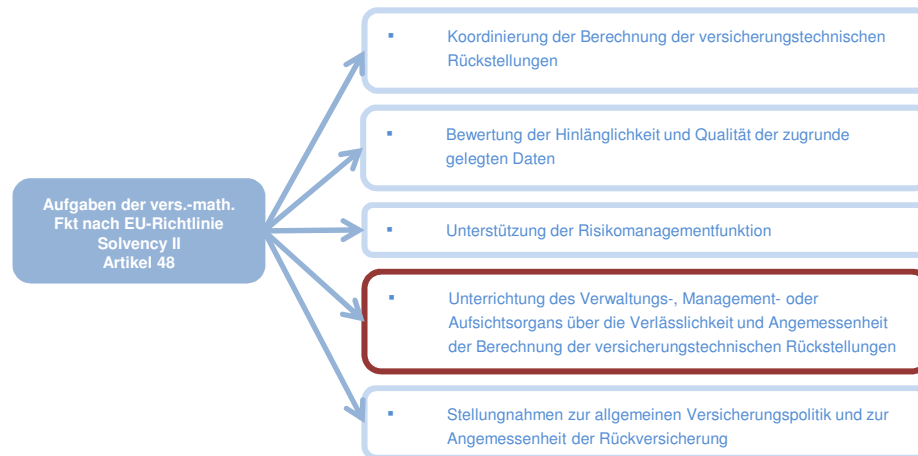 Koordinierung der Berechnung der versicherungstechnischen
Rückstellungen
Bewertung der Hinlänglichkeit und Qualität der zugrunde
gelegten Daten
Aufgaben der vers.-math.
Fkt nach EU-Richtlinie
Solvency II
Artikel 48
Unterstützung der Risikomanagementfunktion
Unterrichtung des Verwaltungs-, Management- oder
Aufsichtsorgans über die Verlässlichkeit und Angemessenheit
der Berechnung der versicherungstechnischen Rückstellungen
Stellungnahmen zur allgemeinen Versicherungspolitik und zur
Angemessenheit der Rückversicherung